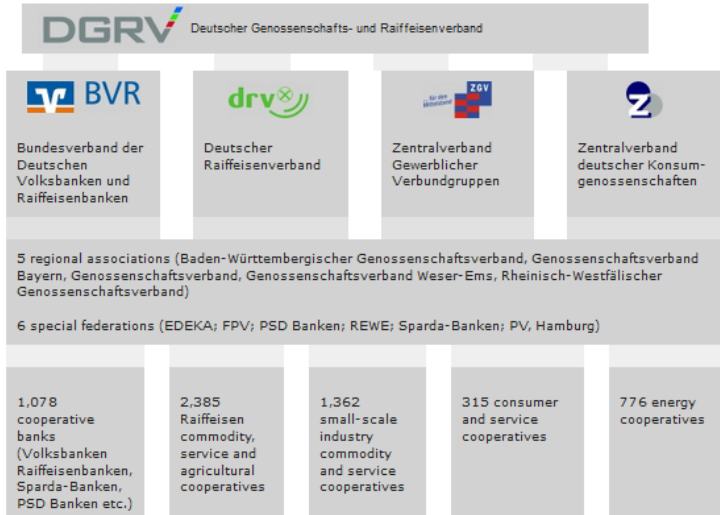 DGRV Deutscher Genossenschafts- und Raiffeisenverband
BVR
Bundesverband der
Deutschen
Volksbanken und
Raiffeisenbanken
drv
Deutscher
Raiffeisenverband
... für den
Mittelstand
ZGV
Zentralverband
Gewerblicher
Verbundgruppen
Z
Zentralverband
deutscher Konsum-
genossenschaften
5 regional associations (Baden-Württembergischer Genossenschaftsverband, Genossenschaftsverband
Bayern, Genossenschaftsverband, Genossenschaftsverband Weser-Ems, Rheinisch-Westfälischer
Genossenschaftsverband)
6 special federations (EDEKA; FPV; PSD Banken; REWE; Sparda-Banken; PV, Hamburg)
1,078
cooperative
banks
(Volksbanken
Raiffeisenbanken,
Sparda-Banken,
PSD Banken etc.)
2,385
Raiffeisen
commodity,
service and
agricultural
cooperatives
1,362
small-scale
industry
commodity
and service
cooperatives
315 consumer
and service
cooperatives
776 energy
cooperatives